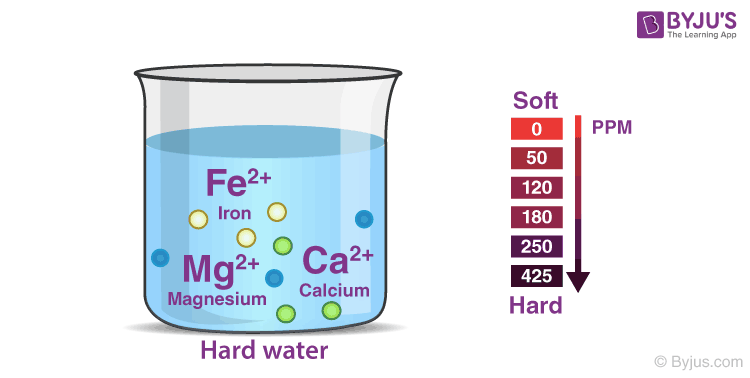 BYJU'S
The Learning App
Fe2+
Iron
Mg2+
Magnesium
Ca2+
Calcium
Hard water
Soft
PPM
0
50
120
180
250
425
Hard
© Byjus.com